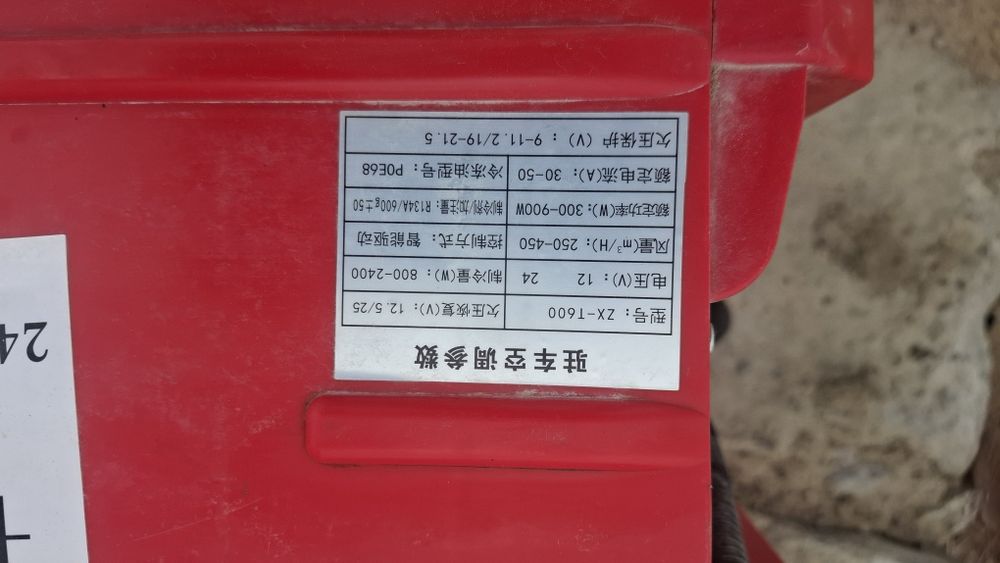 驻车空调参数
型号: ZX-T600 欠压恢复(V): 12.5/25
电压(V): 12 24 制冷量(W): 800-2400
风量(m³/H): 250-450 控制方式: 智能驱动
额定功率(W): 300-900W 制冷剂/加注量: R134A/600g±50
额定电流(A): 30-50 冷冻油型号: POE68
欠压保护 (V) : 9-11.2/19-21.5
24